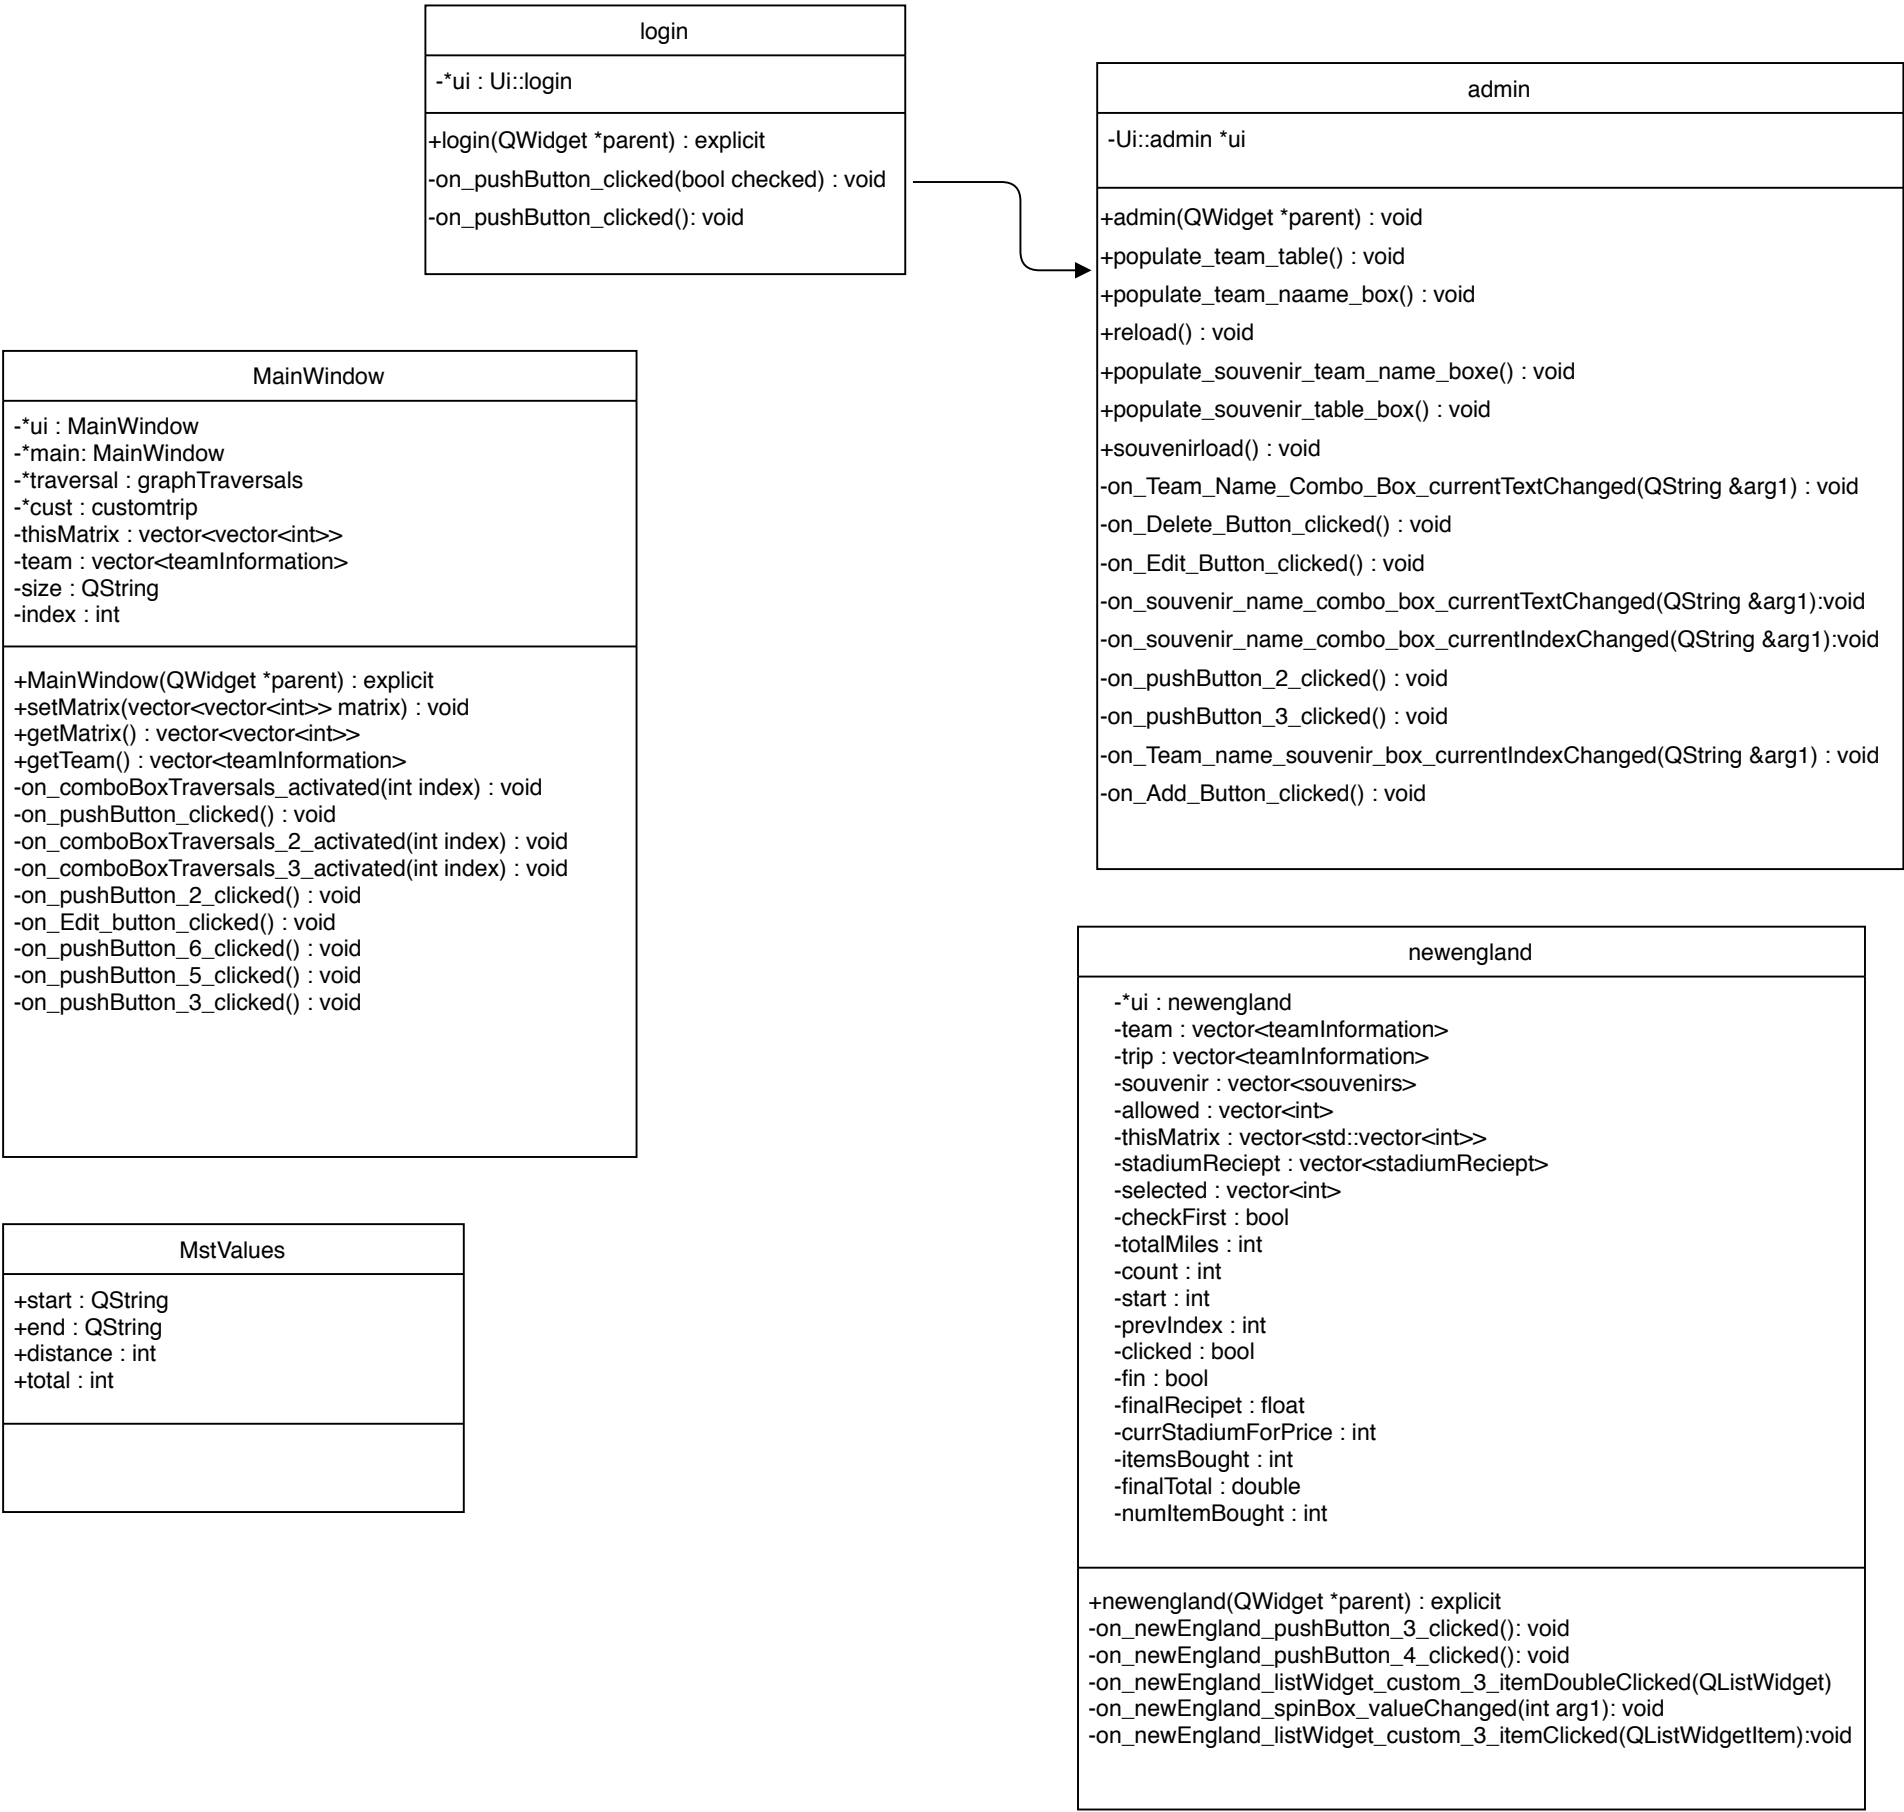 login
-*ui : Ui::login
+login(QWidget *parent) : explicit
-on_pushButton_clicked(bool checked) : void
-on_pushButton_clicked(): void
admin
-Ui::admin *ui
+admin(QWidget *parent) : void
+populate_team_table() : void
+populate_team_naame_box() : void
+reload() : void
+populate_souvenir_team_name_boxe() : void
+populate_souvenir_table_box() : void
+souvenirload() : void
-on_Team_Name_Combo_Box_currentTextChanged(QString &arg1) : void
-on_Delete_Button_clicked() : void
-on_Edit_Button_clicked() : void
-on_souvenir_name_combo_box_currentTextChanged(QString &arg1):void
-on_souvenir_name_combo_box_currentIndexChanged(QString &arg1):void
-on_pushButton_2_clicked() : void
-on_pushButton_3_clicked() : void
-on_Team_name_souvenir_box_currentIndexChanged(QString &arg1) : void
-on_Add_Button_clicked() : void
MainWindow
-*ui : MainWindow
-*main: MainWindow
-*traversal : graphTraversals
-*cust : customtrip
-thisMatrix : vector<vector<int>>
-team : vector<teamInformation>
-size : QString
-index : int
+MainWindow(QWidget *parent) : explicit
+setMatrix(vector<vector<int>> matrix) : void
+getMatrix() : vector<vector<int>>
+getTeam() : vector<teamInformation>
-on_comboBoxTraversals_activated(int index) : void
-on_pushButton_clicked() : void
-on_comboBoxTraversals_2_activated(int index) : void
-on_comboBoxTraversals_3_activated(int index) : void
-on_pushButton_2_clicked() : void
-on_Edit_button_clicked() : void
-on_pushButton_6_clicked() : void
-on_pushButton_5_clicked() : void
-on_pushButton_3_clicked() : void
newengland
-*ui : newengland
-team : vector<teamInformation>
-trip : vector<teamInformation>
-souvenir : vector<souvenirs>
-allowed : vector<int>
-thisMatrix : vector<std::vector<int>>
-stadiumReciept : vector<stadiumReciept>
-selected : vector<int>
-checkFirst : bool
-totalMiles : int
-count : int
-start : int
-prevIndex : int
-clicked : bool
-fin : bool
-finalRecipet : float
-currStadiumForPrice : int
-itemsBought : int
-finalTotal : double
-numItemBought : int
+newengland(QWidget *parent) : explicit
-on_newEngland_pushButton_3_clicked(): void
-on_newEngland_pushButton_4_clicked(): void
-on_newEngland_listWidget_custom_3_itemDoubleClicked(QListWidget)
-on_newEngland_spinBox_valueChanged(int arg1): void
-on_newEngland_listWidget_custom_3_itemClicked(QListWidgetItem):void
MstValues
+start : QString
+end : QString
+distance : int
+total : int